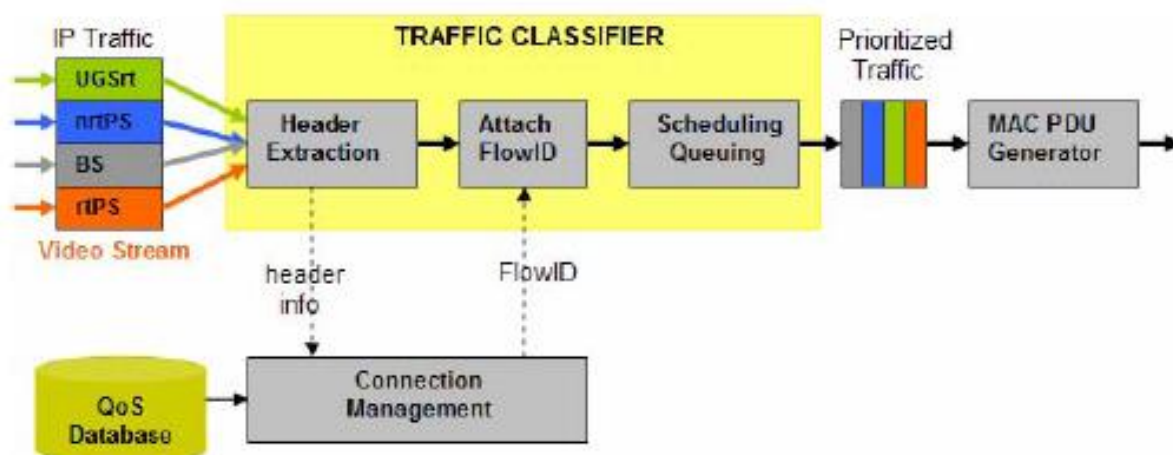 IP Traffic
TRAFFIC CLASSIFIER
Prioritized
Traffic
UGSrt
nrtPS
BS
rtPS
Video Stream
Header
Extraction
Attach
FlowID
Scheduling
Queuing
MAC PDU
Generator
header
info
FlowID
Connection
Management
QoS
Database